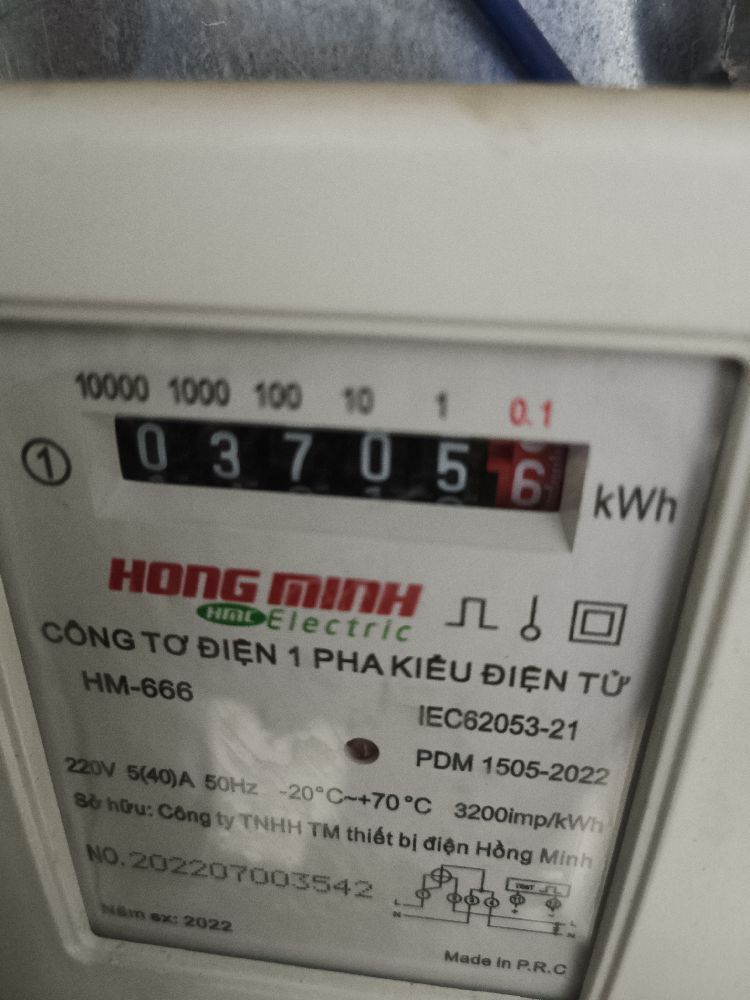 10000 1000 100 10 1 0.1
1 0 3 7 0 5 6 kWh
HONG MINH
HMC Electric
CÔNG TƠ ĐIỆN 1 PHA KIỂU ĐIỆN TỬ
HM-666
IEC62053-21
PDM 1505-2022
220V 5(40)A 50Hz -20°C~+70°C 3200imp/kWh
Sở hữu: Công ty TNHH TM thiết bị điện Hồng Minh
NO.202207003542
TEST
L
N
L
N
Năm sx: 2022
Made in P.R.C